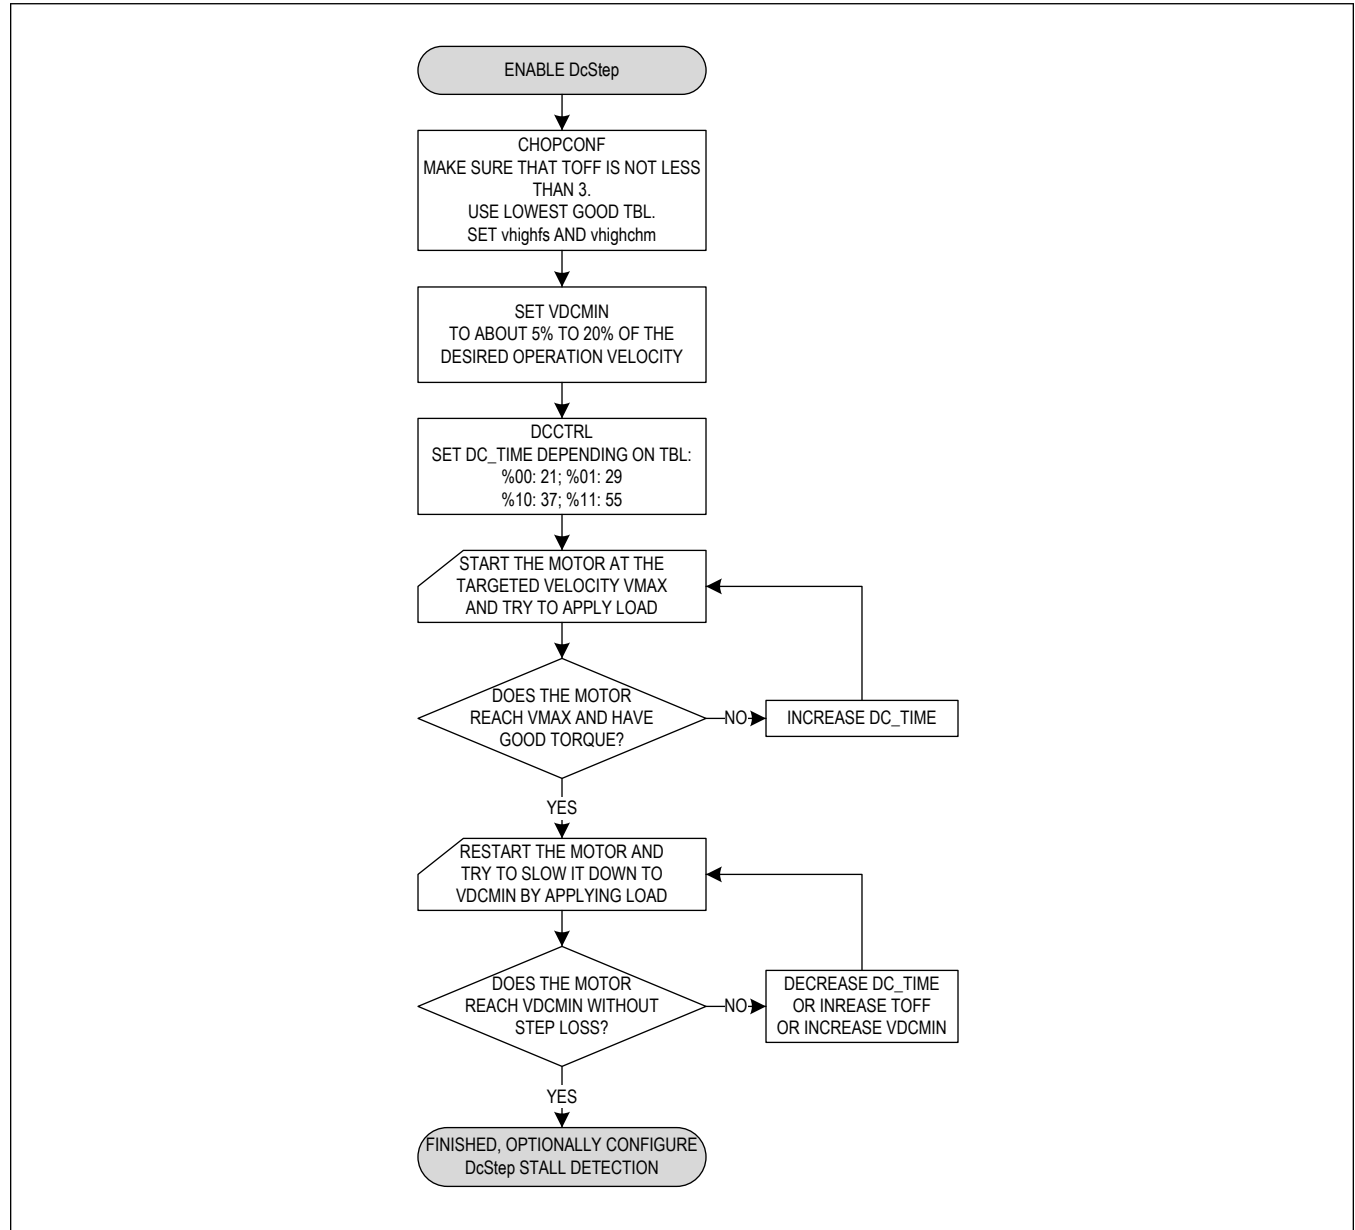 ENABLE DcStep
CHOPCONF
MAKE SURE THAT TOFF IS NOT LESS
THAN 3.
USE LOWEST GOOD TBL.
SET vhighfs AND vhighchm
SET VDCMIN
TO ABOUT 5% TO 20% OF THE
DESIRED OPERATION VELOCITY
DCCTRL
SET DC_TIME DEPENDING ON TBL:
%00: 21; %01: 29
%10: 37; %11: 55
START THE MOTOR AT THE
TARGETED VELOCITY VMAX
AND TRY TO APPLY LOAD
DOES THE MOTOR
REACH VMAX AND HAVE
GOOD TORQUE?
NO
INCREASE DC_TIME
YES
RESTART THE MOTOR AND
TRY TO SLOW IT DOWN TO
VDCMIN BY APPLYING LOAD
DOES THE MOTOR
REACH VDCMIN WITHOUT
STEP LOSS?
NO
DECREASE DC_TIME
OR INREASE TOFF
OR INCREASE VDCMIN
YES
FINISHED, OPTIONALLY CONFIGURE
DcStep STALL DETECTION